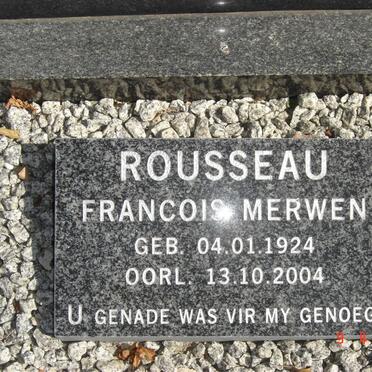 ROUSSEAU
FRANCOIS MERWEN
GEB. 04.01.1924
OORL. 13.10.2004
U GENADE WAS VIR MY GENOEG